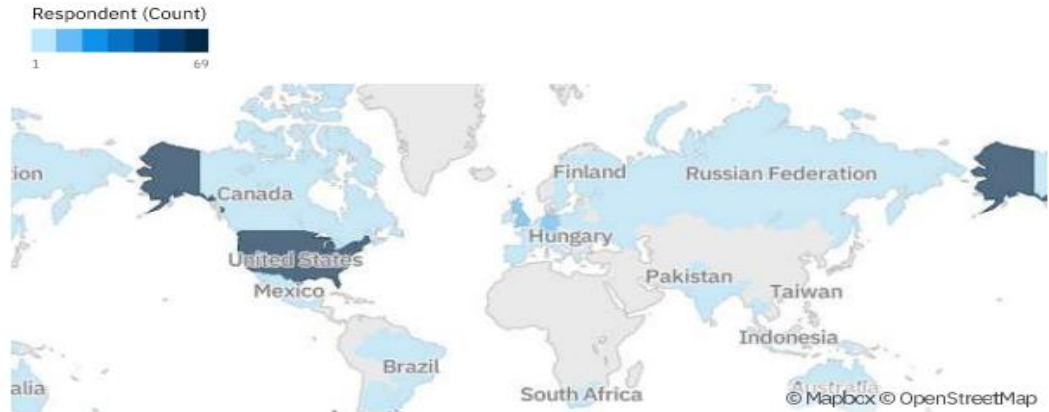 Respondent (Count)
1 69
Finland
ion
Canada
Russian Federation
Hungary
United States
Pakistan
Mexico
Taiwan
Indonesia
Brazil
alia
South Africa
Australia
© Mapbox © OpenStreetMap